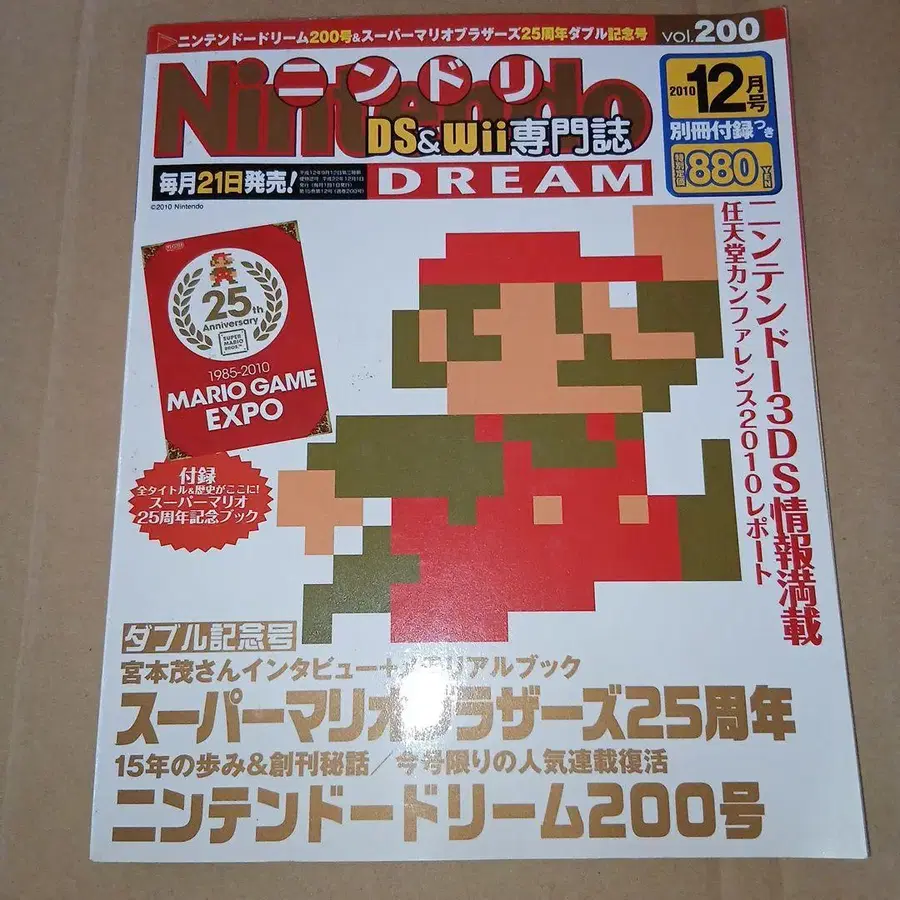 ニンテンドードリーム200号&スーパーマリオブラザーズ25周年ダブル記念号
vol.200
Nintendo
ニンドリ
DS&Wii専門誌
DREAM
2010 12月号
別冊付録つき
特別定価 880 YEN
毎月21日発売!
©2010 Nintendo
ニンテンドー3DS情報満載
任天堂カンファレンス2010レポート
25th
Anniversary
SUPER MARIO BROS.
1985-2010
MARIO GAME
EXPO
付録
全タイトル&歴史がここに!
スーパーマリオ
25周年記念ブック
ダブル記念号
宮本茂さんインタビュー+メモリアルブック
スーパーマリオブラザーズ25周年
15年の歩み&創刊秘話/今号限りの人気連載復活
ニンテンドードリーム200号